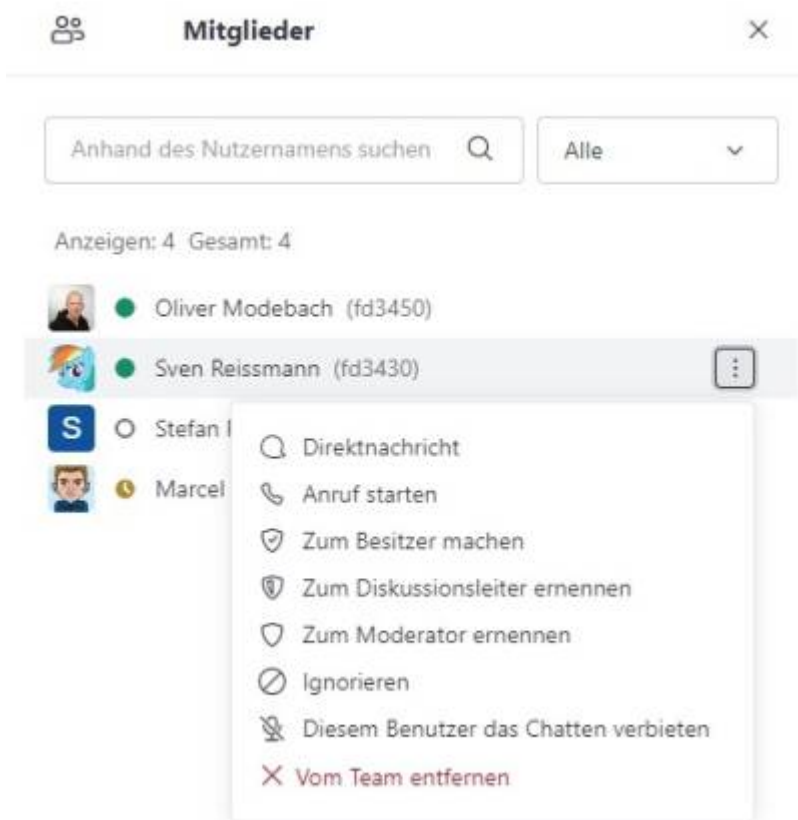 Mitglieder
Anhand des Nutzernamens suchen
Alle
Anzeigen: 4 Gesamt: 4
Oliver Modebach (fd3450)
Sven Reissmann (fd3430)
S Stefan
Marcel
Direktnachricht
Anruf starten
Zum Besitzer machen
Zum Diskussionsleiter ernennen
Zum Moderator ernennen
Ignorieren
Diesem Benutzer das Chatten verbieten
Vom Team entfernen